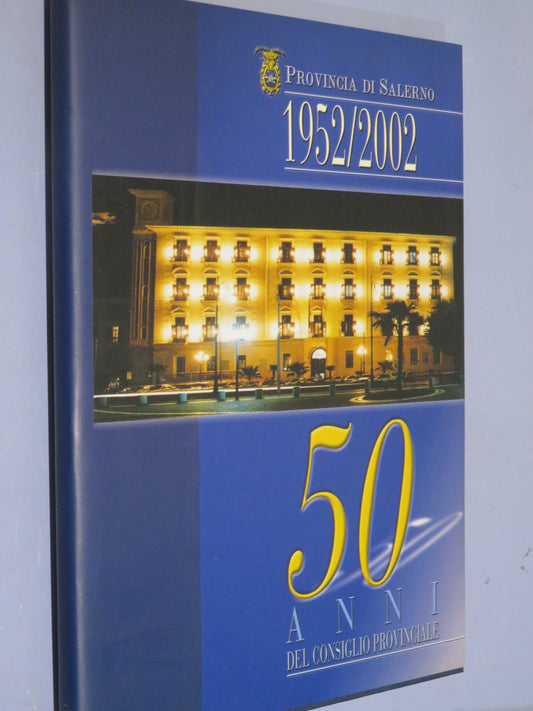 PROVINCIA DI SALERNO
1952/2002
50
ANNI
DEL CONSIGLIO PROVINCIALE